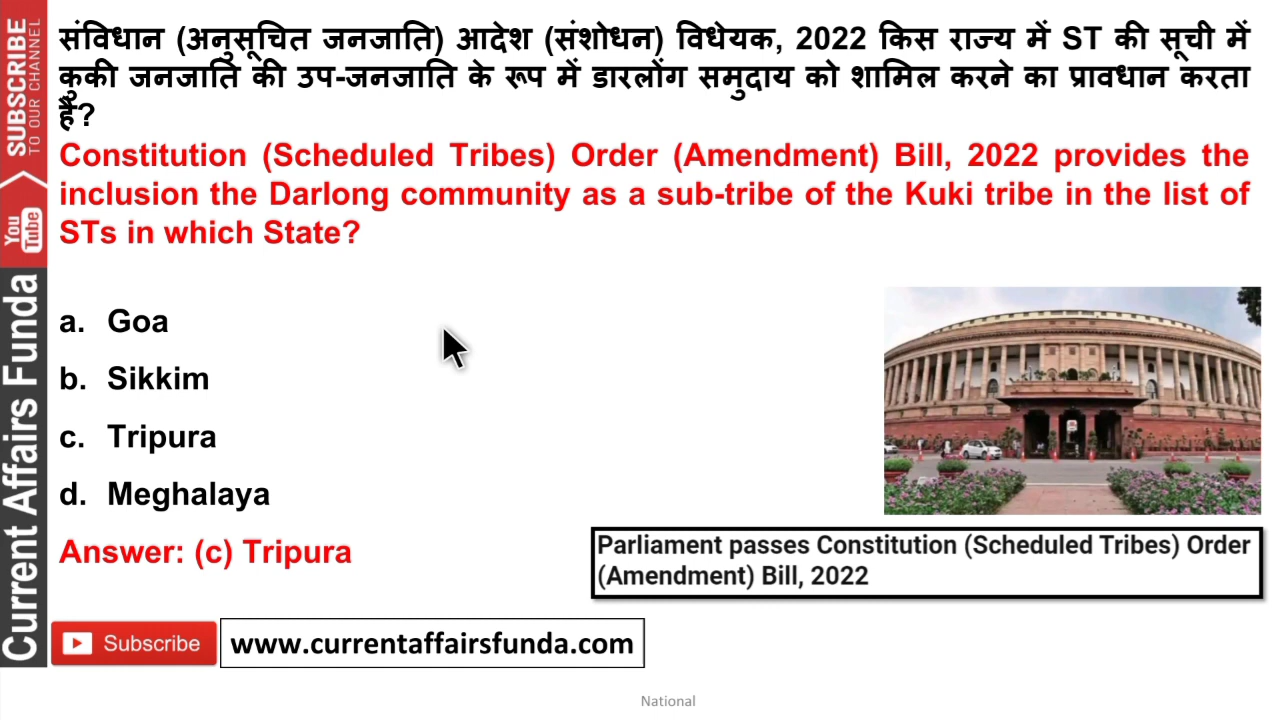 संविधान (अनुसूचित जनजाति) आदेश (संशोधन) विधेयक, 2022 किस राज्य में ST की सूची में
कुकी जनजाति की उप-जनजाति के रूप में डारलोंग समुदाय को शामिल करने का प्रावधान करता
है?
Constitution (Scheduled Tribes) Order (Amendment) Bill, 2022 provides the
inclusion the Darlong community as a sub-tribe of the Kuki tribe in the list of
STs in which State?
a. Goa
b. Sikkim
c. Tripura
d. Meghalaya
Answer: (c) Tripura
Parliament passes Constitution (Scheduled Tribes) Order
(Amendment) Bill, 2022
Subscribe
www.currentaffairsfunda.com
National
SUBSCRIBE
TO OUR CHANNEL
You
Tube
Current Affairs Funda